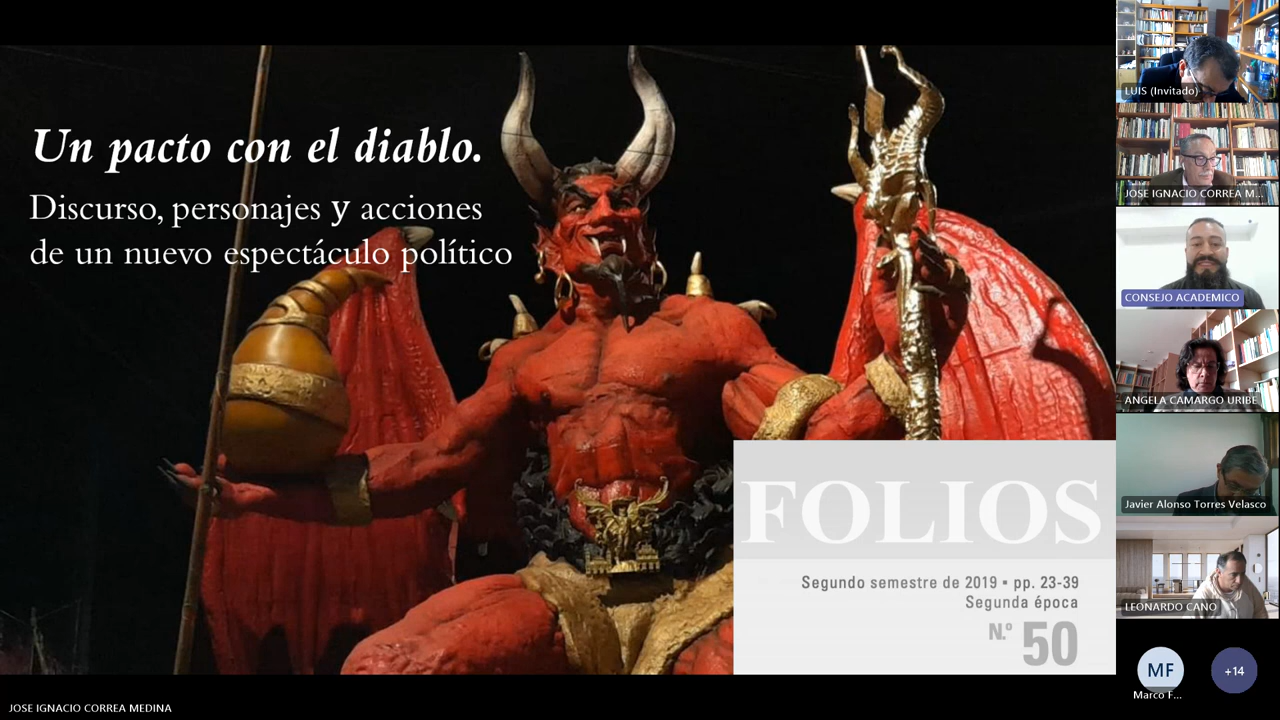 Un pacto con el diablo.
Discurso, personajes y acciones
de un nuevo espectáculo político
FOLIOS
Segundo semestre de 2019 ▪ pp. 23-39
Segunda época
N.º 50
JOSE IGNACIO CORREA MEDINA
LUIS (Invitado)
JOSE IGNACIO CORREA M...
CONSEJO ACADEMICO
ANGELA CAMARGO URIBE
Javier Alonso Torres Velasco
LEONARDO CANO
MF
Marco F...
+14